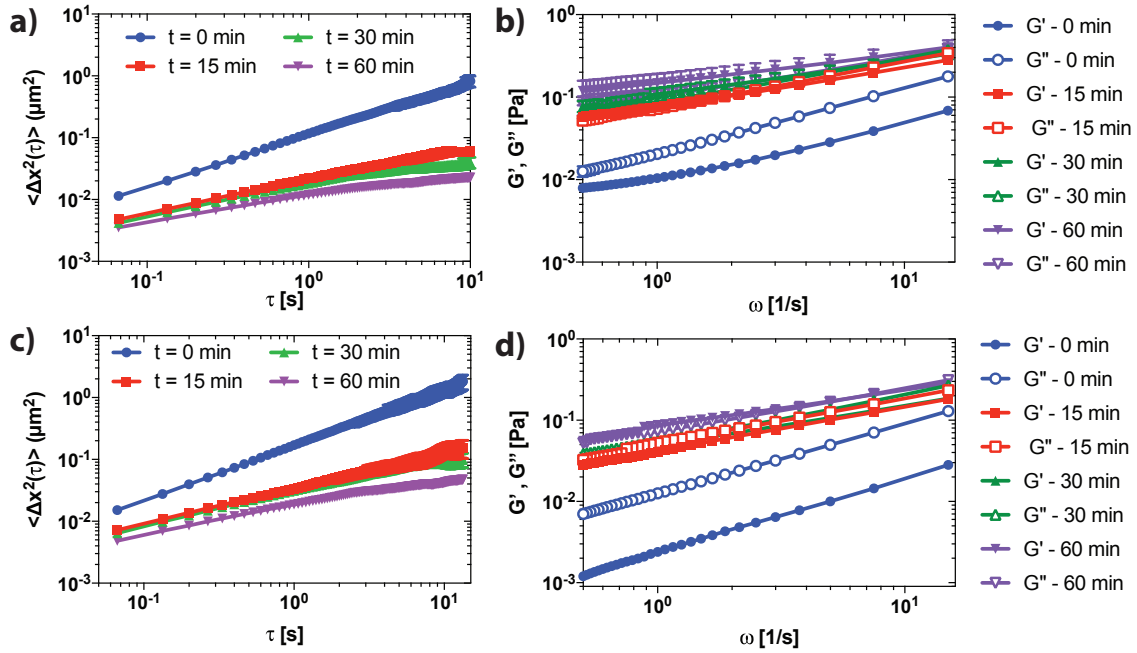 a)
t = 0 min
t = 30 min
t = 15 min
t = 60 min
<Δx²(τ)> (μm²)
10¹
10⁰
10⁻¹
10⁻²
10⁻³
10⁻¹
10⁰
10¹
τ [s]
b)
G', G'' [Pa]
10⁰
10⁻¹
10⁻²
10⁻³
10⁰
10¹
ω [1/s]
G' - 0 min
G'' - 0 min
G' - 15 min
G'' - 15 min
G' - 30 min
G'' - 30 min
G' - 60 min
G'' - 60 min
c)
t = 0 min
t = 30 min
t = 15 min
t = 60 min
<Δx²(τ)> (μm²)
10¹
10⁰
10⁻¹
10⁻²
10⁻³
10⁻¹
10⁰
10¹
τ [s]
d)
G', G'' [Pa]
10⁰
10⁻¹
10⁻²
10⁻³
10⁰
10¹
ω [1/s]
G' - 0 min
G'' - 0 min
G' - 15 min
G'' - 15 min
G' - 30 min
G'' - 30 min
G' - 60 min
G'' - 60 min